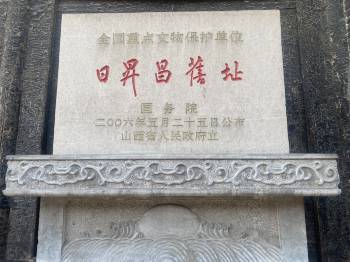 全国重点文物保护单位
日昇昌舊址
国务院
二〇〇六年五月二十五日公布
山西省人民政府立